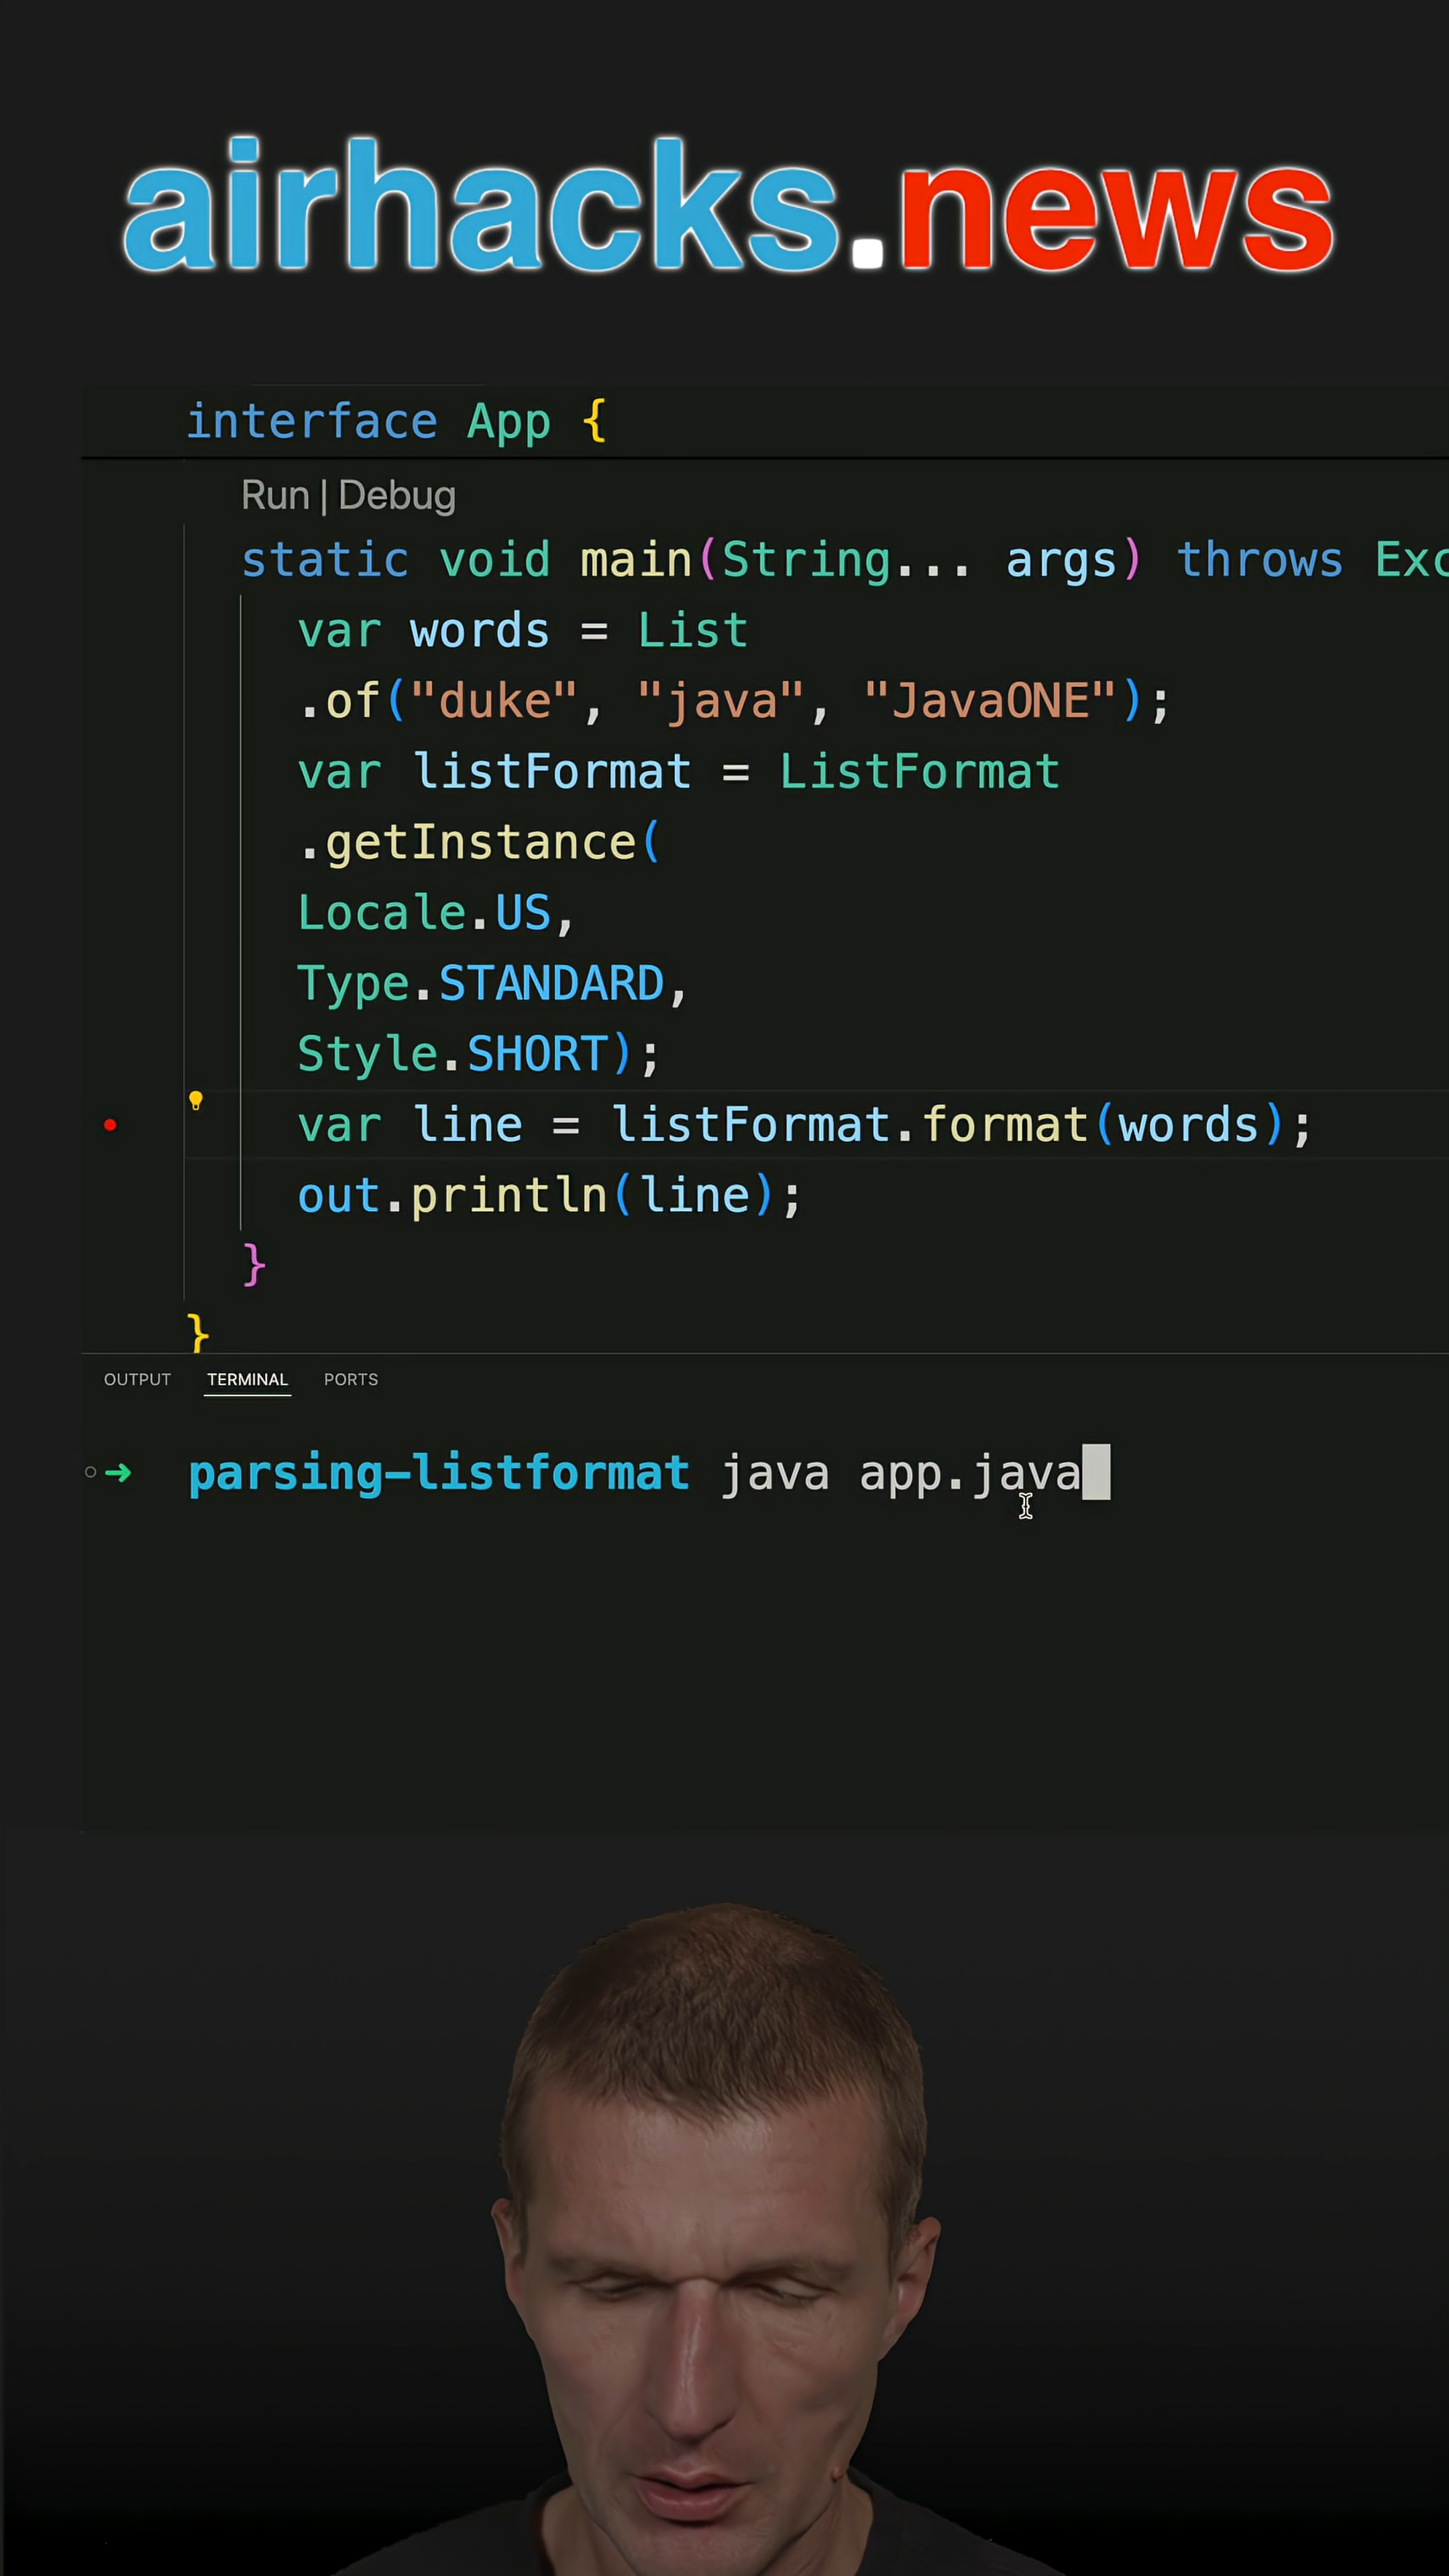 airhacks.news
interface App {
Run | Debug
static void main(String... args) throws Exc
var words = List
.of("duke", "java", "JavaONE");
var listFormat = ListFormat
.getInstance(
Locale.US,
Type.STANDARD,
Style.SHORT);
var line = listFormat.format(words);
out.println(line);
}
}
OUTPUT TERMINAL PORTS
➜ parsing-listformat java app.java